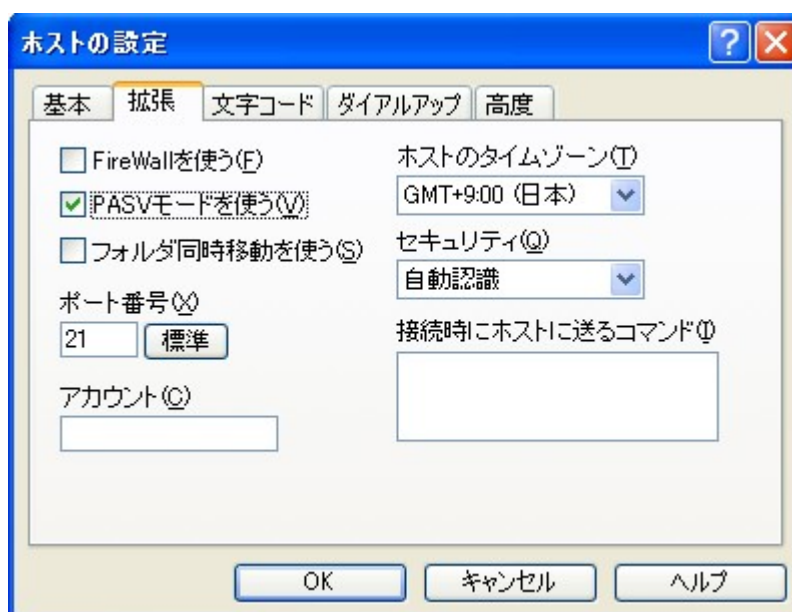 ホストの設定
基本 拡張 文字コード ダイアルアップ 高度
FireWallを使う(F)
PASVモードを使う(V)
フォルダ同時移動を使う(S)
ポート番号(X)
21 標準
アカウント(C)
ホストのタイムゾーン(T)
GMT+9:00 (日本)
セキュリティ(Q)
自動認識
接続時にホストに送るコマンド(I)
OK キャンセル ヘルプ